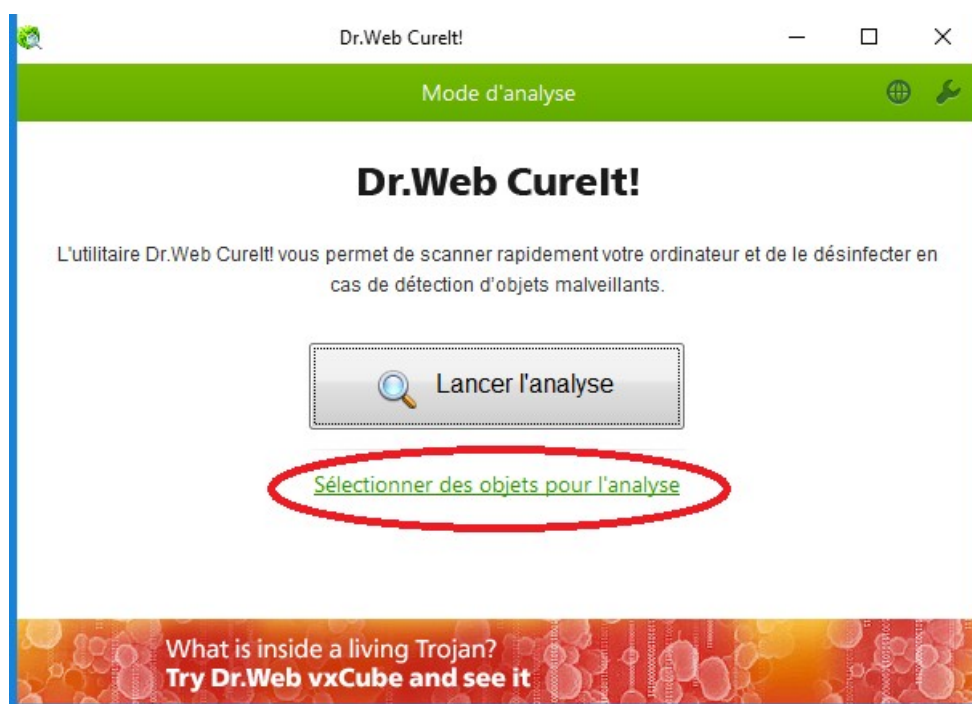 Dr.Web CureIt!
Mode d'analyse
Dr.Web CureIt!
L'utilitaire Dr.Web CureIt! vous permet de scanner rapidement votre ordinateur et de le désinfecter en
cas de détection d'objets malveillants.
Lancer l'analyse
Sélectionner des objets pour l'analyse
What is inside a living Trojan?
Try Dr.Web vxCube and see it